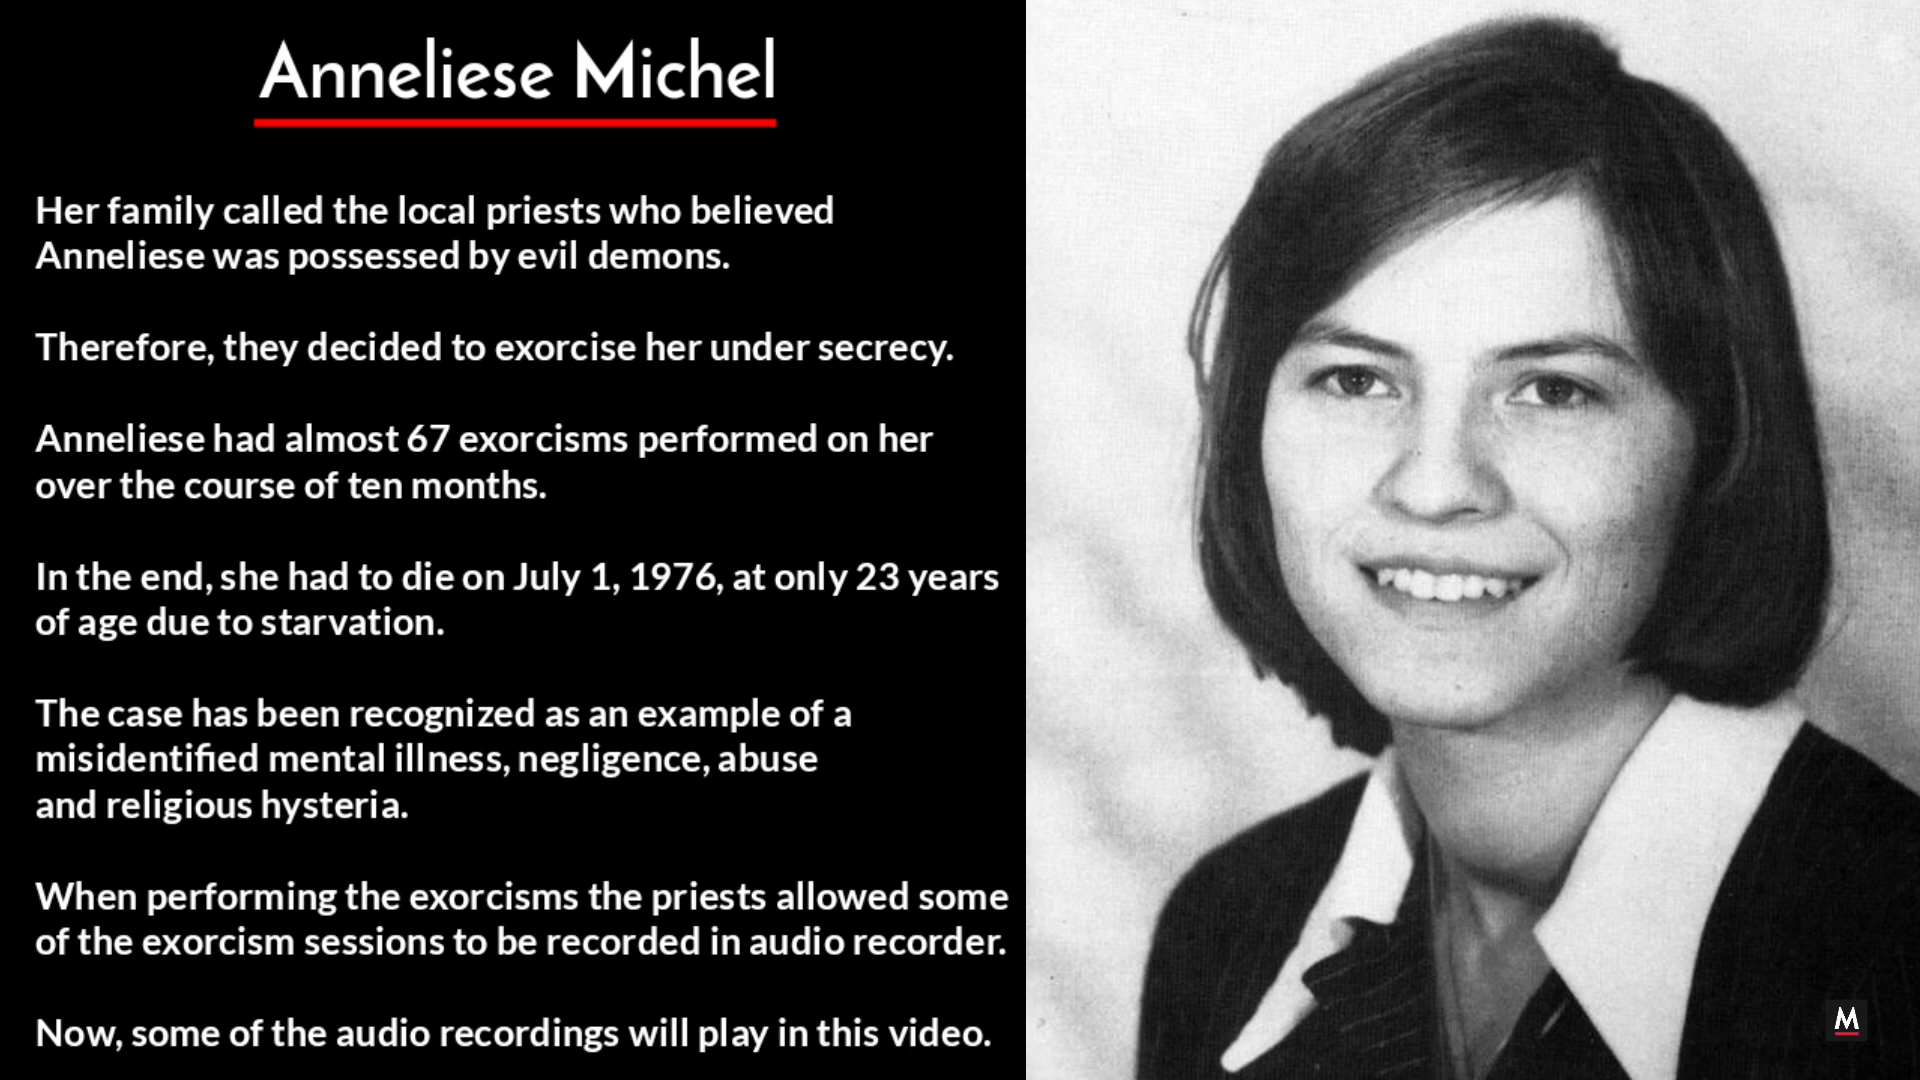 Anneliese Michel
Her family called the local priests who believed
Anneliese was possessed by evil demons.
Therefore, they decided to exorcise her under secrecy.
Anneliese had almost 67 exorcisms performed on her
over the course of ten months.
In the end, she had to die on July 1, 1976, at only 23 years
of age due to starvation.
The case has been recognized as an example of a
misidentified mental illness, negligence, abuse
and religious hysteria.
When performing the exorcisms the priests allowed some
of the exorcism sessions to be recorded in audio recorder.
Now, some of the audio recordings will play in this video.
M